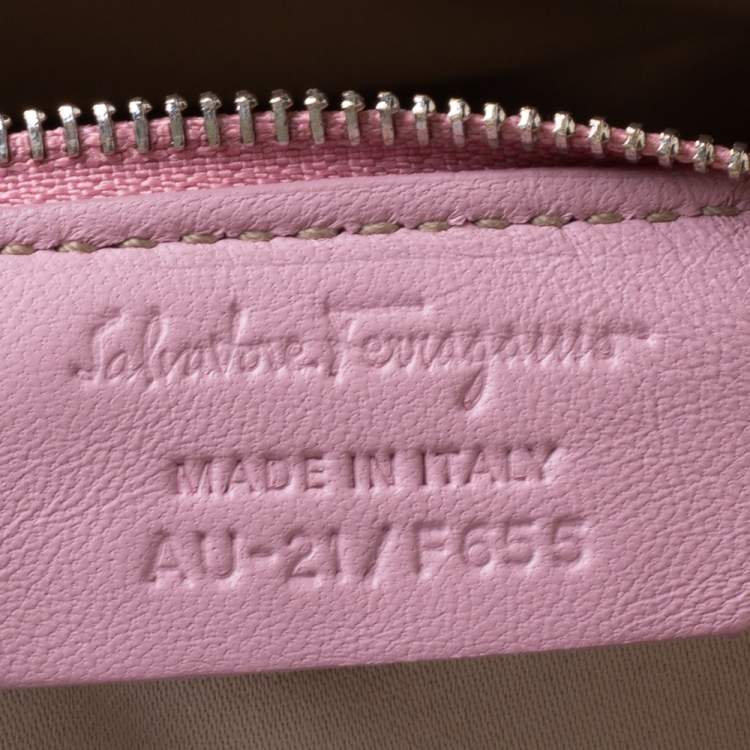 Salvatore Ferragamo
MADE IN ITALY
AU-21/F655